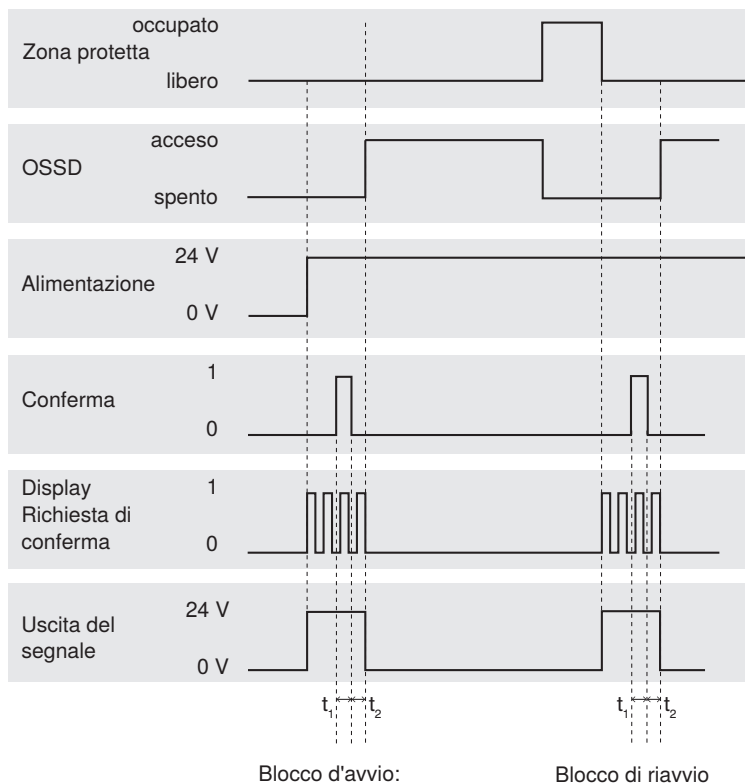 occupato
Zona protetta
libero
acceso
OSSD
spento
24 V
Alimentazione
0 V
1
Conferma
0
Display
1
Richiesta di
conferma
0
24 V
Uscita del
segnale
0 V
t1 t2 t1 t2
Blocco d'avvio: Blocco di riavvio